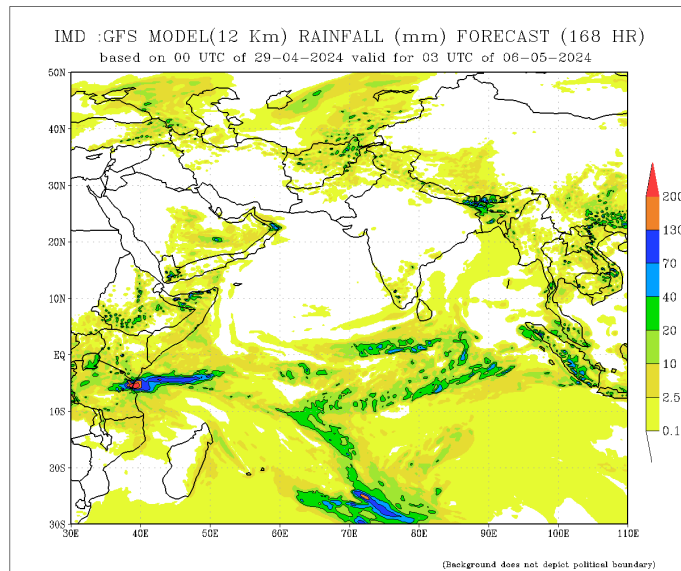 IMD :GFS MODEL(12 Km) RAINFALL (mm) FORECAST (168 HR)
based on 00 UTC of 29-04-2024 valid for 03 UTC of 06-05-2024
50N
40N
30N
20N
10N
EQ
10S
20S
30S
30E 40E 50E 60E 70E 80E 90E 100E 110E
200
130
70
40
20
10
2.5
0.1
(Background does not depict political boundary)